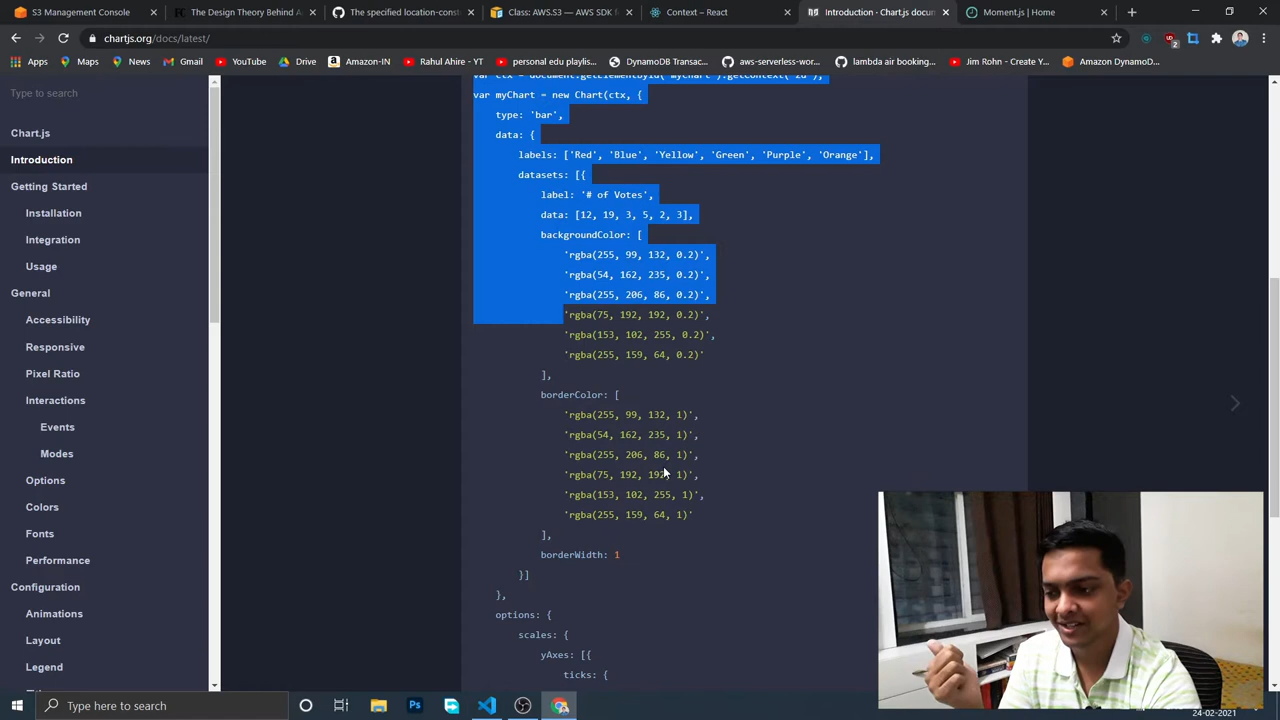 S3 Management Console
The Design Theory Behind A
The specified location-const
Class: AWS.S3 — AWS SDK f
Context – React
Introduction · Chart.js documen
Moment.js | Home
chartjs.org/docs/latest/
Apps
Maps
News
Gmail
YouTube
Drive
Amazon-IN
Rahul Ahire - YT
personal edu playlis...
DynamoDB Transac...
aws-serverless-wor...
lambda air booking...
Jim Rohn - Create Y...
Amazon DynamoD...
Type to search
Chart.js
Introduction
Getting Started
Installation
Integration
Usage
General
Accessibility
Responsive
Pixel Ratio
Interactions
Events
Modes
Options
Colors
Fonts
Performance
Configuration
Animations
Layout
Legend
var ctx = document.getElementById('myChart').getContext('2d');
var myChart = new Chart(ctx, {
type: 'bar',
data: {
labels: ['Red', 'Blue', 'Yellow', 'Green', 'Purple', 'Orange'],
datasets: [{
label: '# of Votes',
data: [12, 19, 3, 5, 2, 3],
backgroundColor: [
'rgba(255, 99, 132, 0.2)',
'rgba(54, 162, 235, 0.2)',
'rgba(255, 206, 86, 0.2)',
'rgba(75, 192, 192, 0.2)',
'rgba(153, 102, 255, 0.2)',
'rgba(255, 159, 64, 0.2)'
],
borderColor: [
'rgba(255, 99, 132, 1)',
'rgba(54, 162, 235, 1)',
'rgba(255, 206, 86, 1)',
'rgba(75, 192, 192, 1)',
'rgba(153, 102, 255, 1)',
'rgba(255, 159, 64, 1)'
],
borderWidth: 1
}]
},
options: {
scales: {
yAxes: [{
ticks: {
Type here to search
24-02-2021